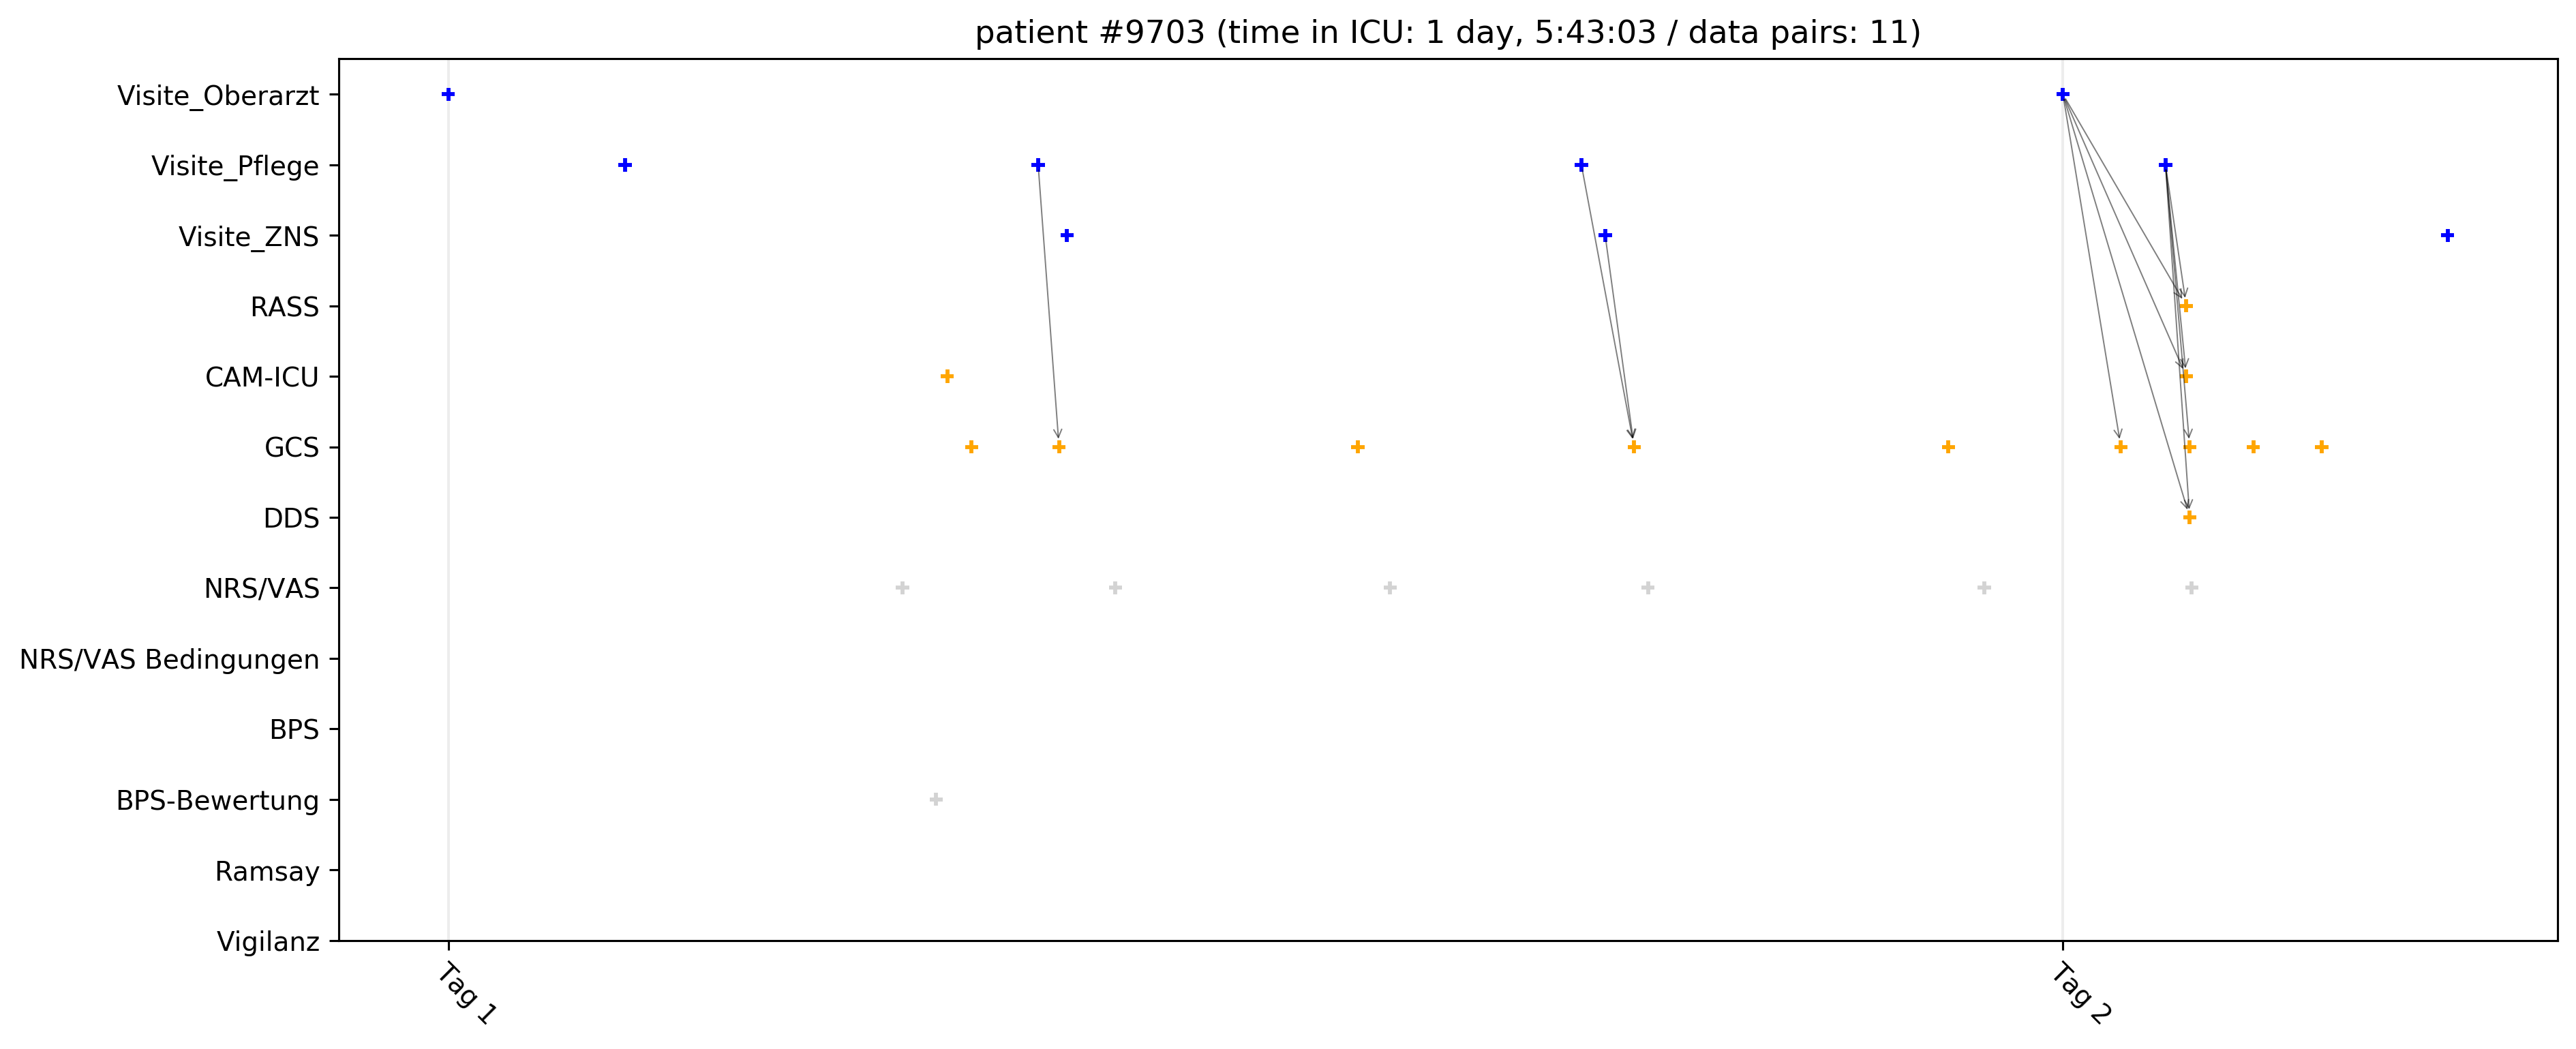 patient #9703 (time in ICU: 1 day, 5:43:03 / data pairs: 11)
Visite_Oberarzt
Visite_Pflege
Visite_ZNS
RASS
CAM-ICU
GCS
DDS
NRS/VAS
NRS/VAS Bedingungen
BPS
BPS-Bewertung
Ramsay
Vigilanz
Tag 1
Tag 2